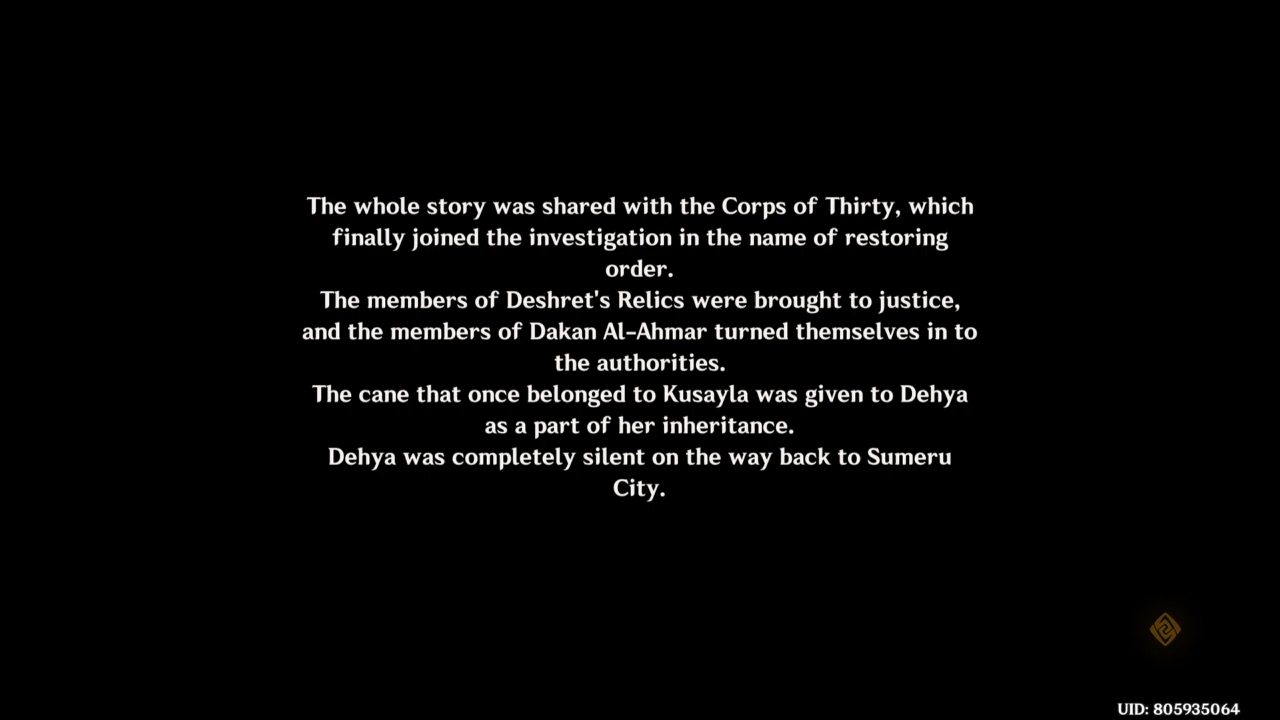 The whole story was shared with the Corps of Thirty, which
finally joined the investigation in the name of restoring
order.
The members of Deshret's Relics were brought to justice,
and the members of Dakan Al-Ahmar turned themselves in to
the authorities.
The cane that once belonged to Kusayla was given to Dehya
as a part of her inheritance.
Dehya was completely silent on the way back to Sumeru
City.
UID: 805935064